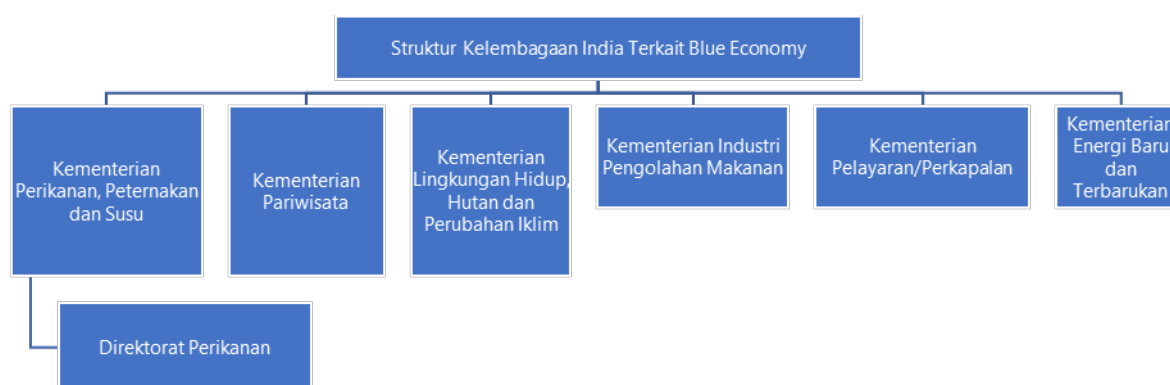 Struktur Kelembagaan India Terkait Blue Economy
Kementerian
Perikanan, Peternakan
dan Susu
Kementerian
Pariwisata
Kementerian
Lingkungan Hidup,
Hutan dan
Perubahan Iklim
Kementerian Industri
Pengolahan Makanan
Kementerian
Pelayaran/Perkapalan
Kementerian
Energi Baru
dan
Terbarukan
Direktorat Perikanan